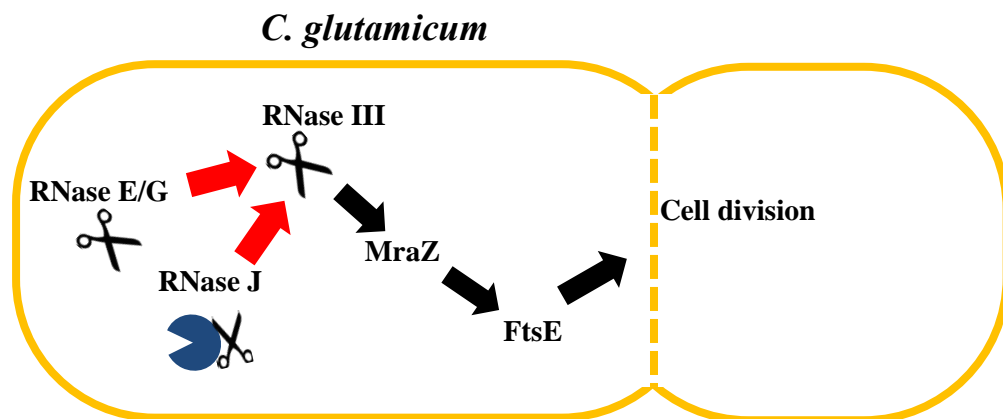 C. glutamicum
RNase III
RNase E/G
Cell division
MraZ
RNase J
FtsE